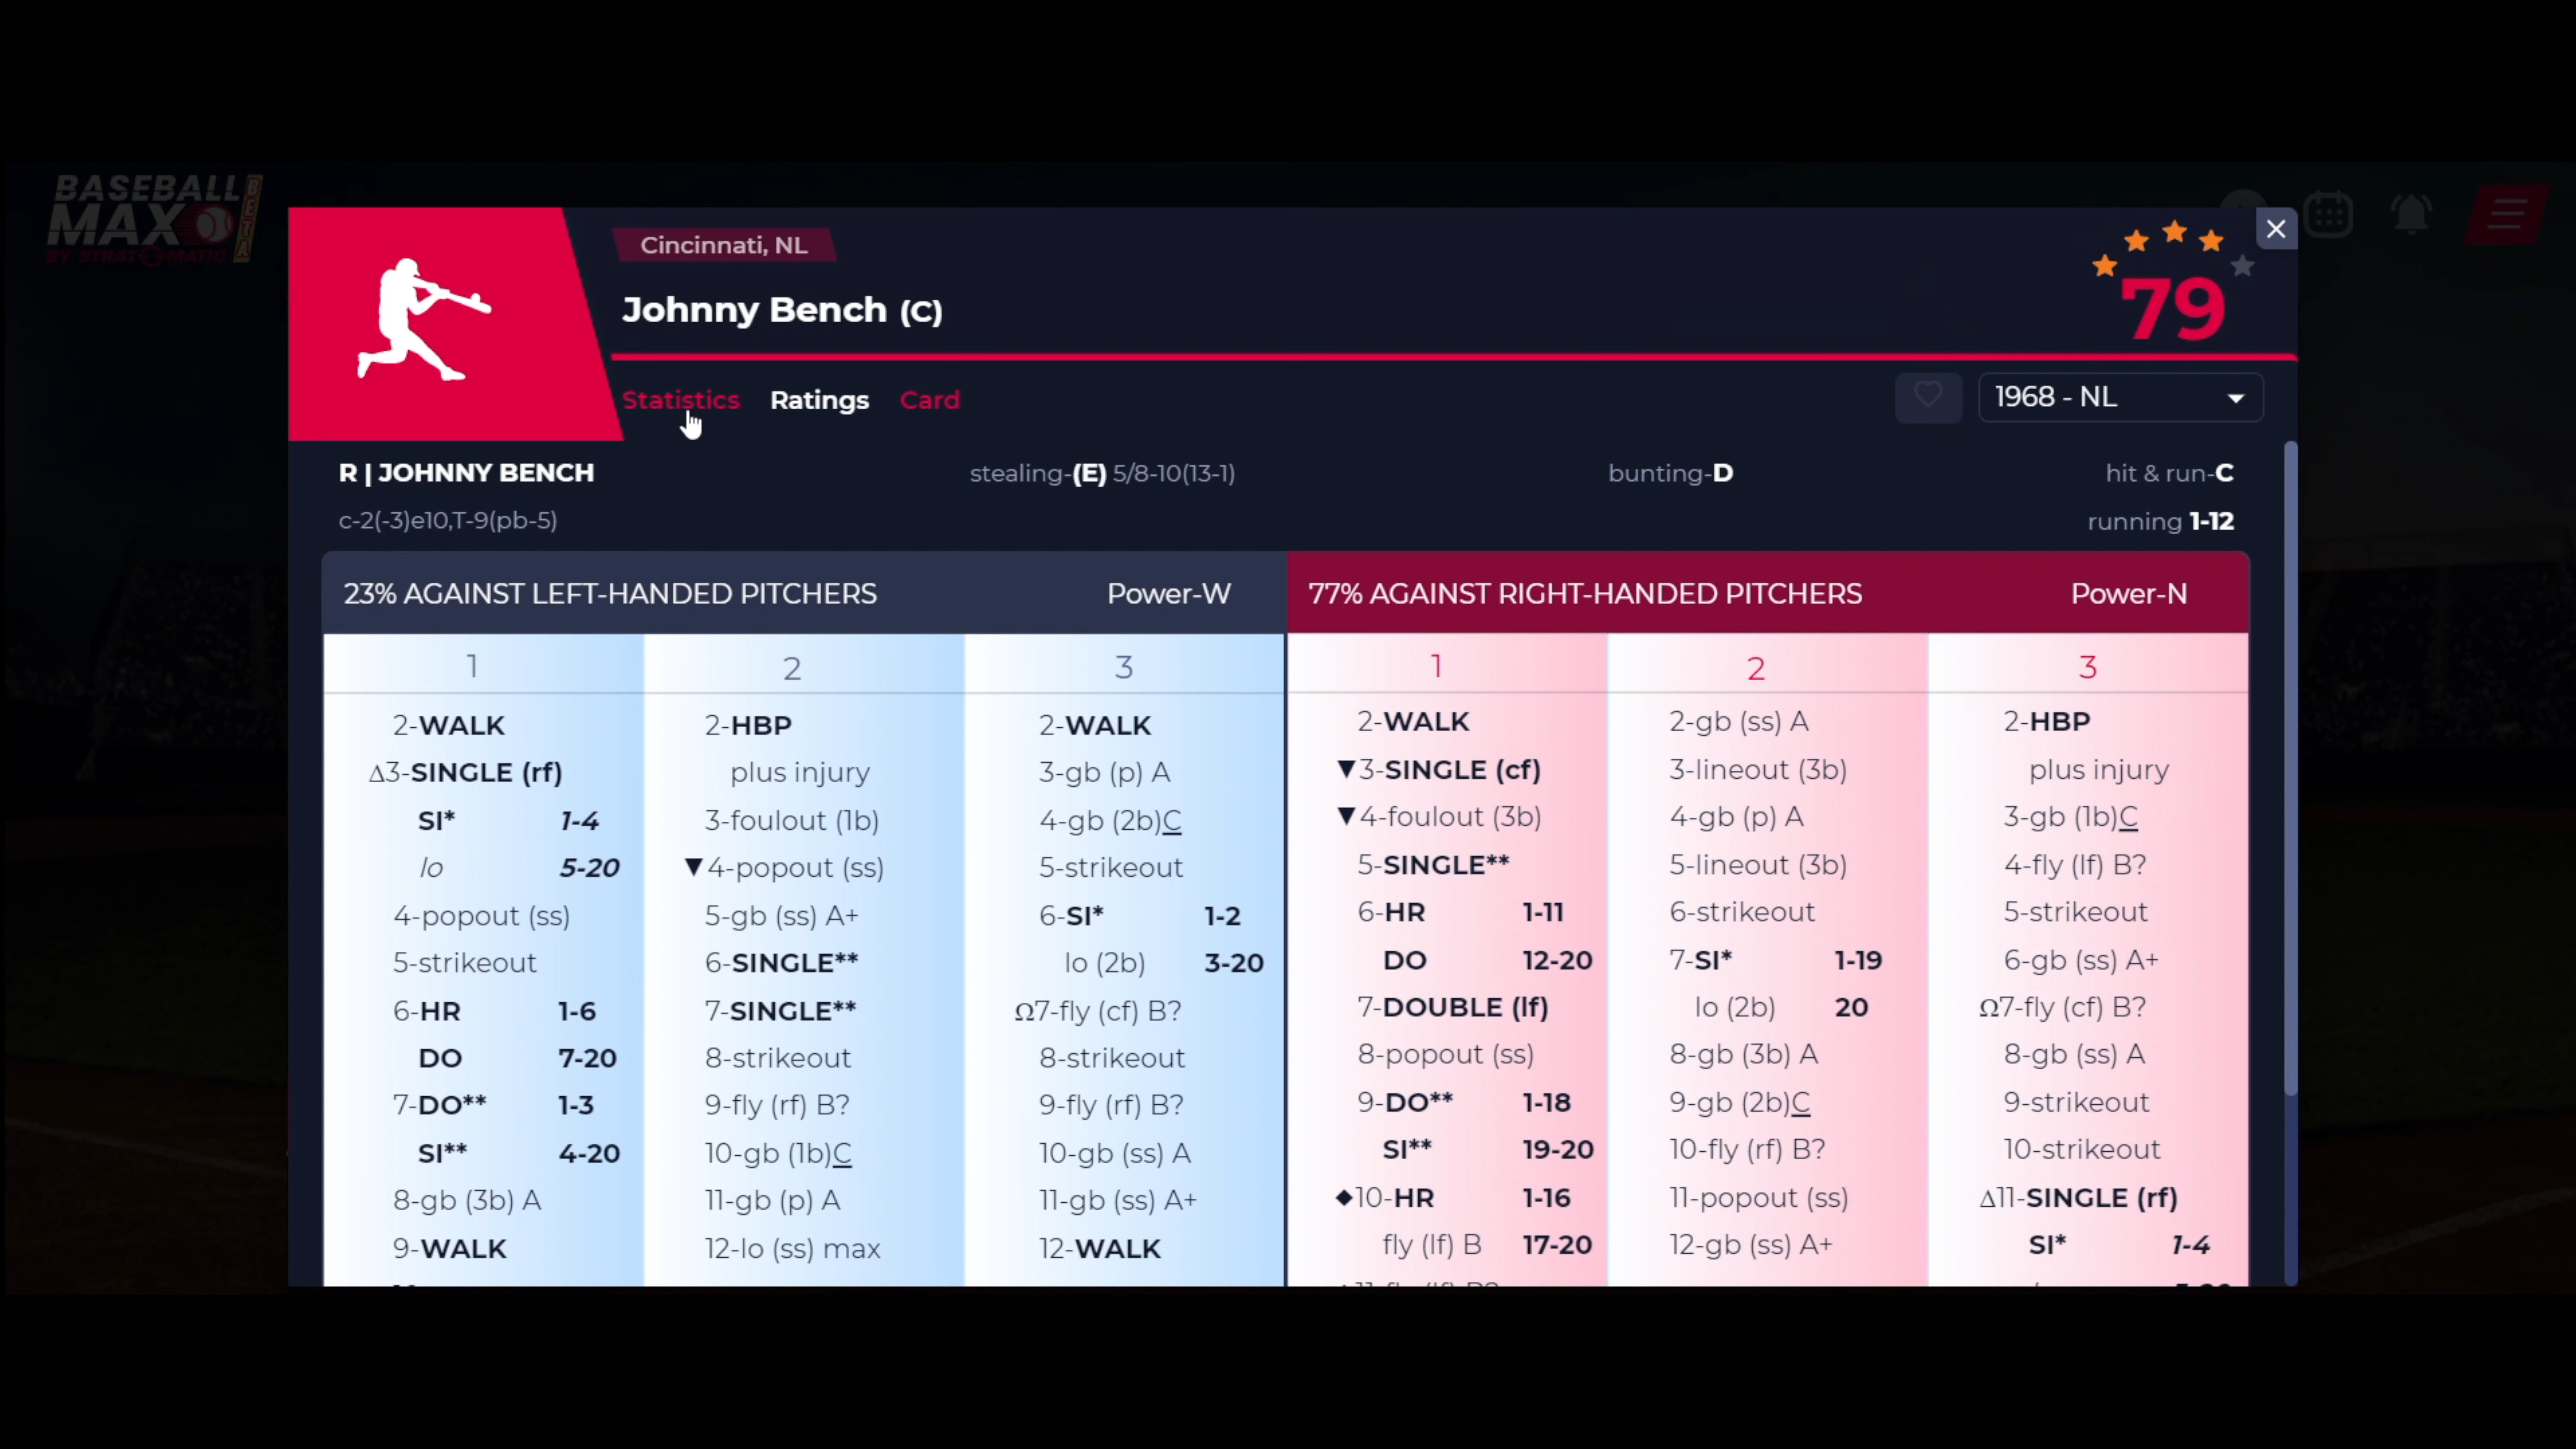 BASEBALL
MAX
BETA
BY STRAT-O-MATIC
Cincinnati, NL
Johnny Bench (C)
79
Statistics Ratings Card
1968 - NL
R | JOHNNY BENCH stealing-(E) 5/8-10(13-1) bunting-D hit & run-C
c-2(-3)e10,T-9(pb-5) running 1-12
23% AGAINST LEFT-HANDED PITCHERS Power-W
1
2-WALK
Δ3-SINGLE (rf)
SI* 1-4
lo 5-20
4-popout (ss)
5-strikeout
6-HR 1-6
DO 7-20
7-DO** 1-3
SI** 4-20
8-gb (3b) A
9-WALK
2
2-HBP
plus injury
3-foulout (1b)
▼4-popout (ss)
5-gb (ss) A+
6-SINGLE**
7-SINGLE**
8-strikeout
9-fly (rf) B?
10-gb (1b)C
11-gb (p) A
12-lo (ss) max
3
2-WALK
3-gb (p) A
4-gb (2b)C
5-strikeout
6-SI* 1-2
lo (2b) 3-20
Ω7-fly (cf) B?
8-strikeout
9-fly (rf) B?
10-gb (ss) A
11-gb (ss) A+
12-WALK
77% AGAINST RIGHT-HANDED PITCHERS Power-N
1
2-WALK
▼3-SINGLE (cf)
▼4-foulout (3b)
5-SINGLE**
6-HR 1-11
DO 12-20
7-DOUBLE (lf)
8-popout (ss)
9-DO** 1-18
SI** 19-20
◆10-HR 1-16
fly (lf) B 17-20
2
2-gb (ss) A
3-lineout (3b)
4-gb (p) A
5-lineout (3b)
6-strikeout
7-SI* 1-19
lo (2b) 20
8-gb (3b) A
9-gb (2b)C
10-fly (rf) B?
11-popout (ss)
12-gb (ss) A+
3
2-HBP
plus injury
3-gb (1b)C
4-fly (lf) B?
5-strikeout
6-gb (ss) A+
Ω7-fly (cf) B?
8-gb (ss) A
9-strikeout
10-strikeout
Δ11-SINGLE (rf)
SI* 1-4